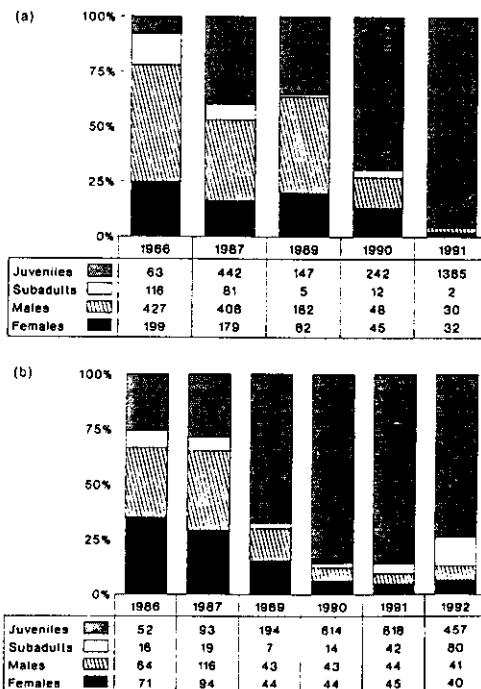 (a) 100%
75%
50%
25%
0%
1986 1987 1989 1990 1991
Juveniles 63 442 147 242 1385
Subadults 116 81 5 12 2
Males 427 406 182 48 30
Females 199 179 82 45 32
(b) 100%
75%
50%
25%
0%
1986 1987 1989 1990 1991 1992
Juveniles 52 93 194 614 618 457
Subadults 16 19 7 14 42 80
Males 64 116 43 43 44 41
Females 71 94 44 44 45 40